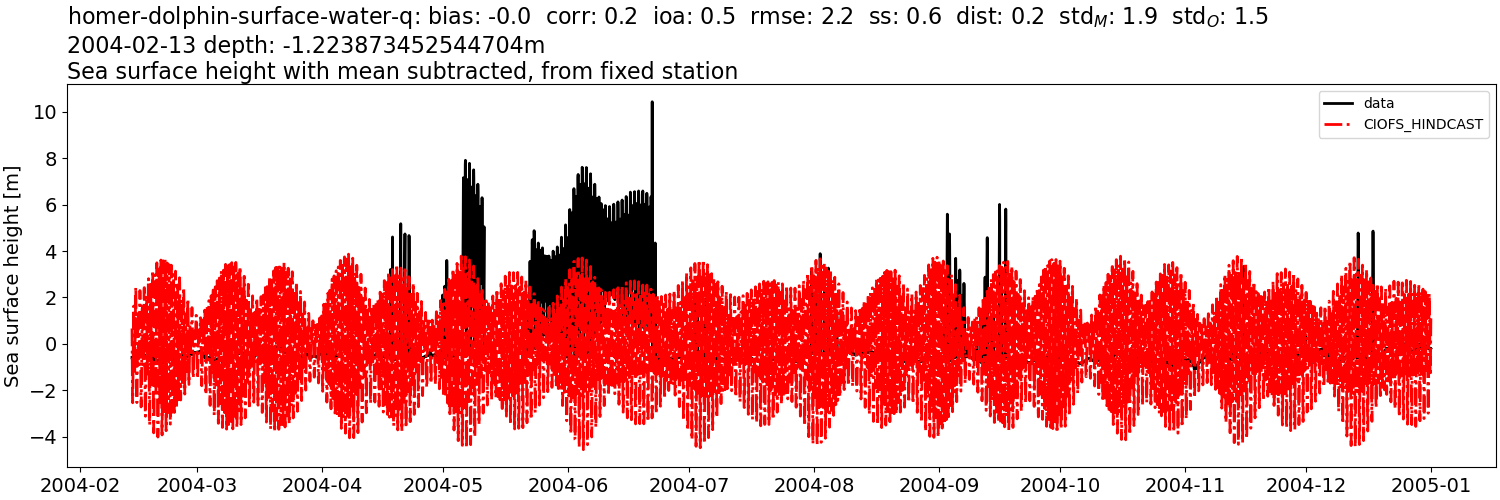 homer-dolphin-surface-water-q: bias: -0.0 corr: 0.2 ioa: 0.5 rmse: 2.2 ss: 0.6 dist: 0.2 std_M: 1.9 std_O: 1.5
2004-02-13 depth: -1.223873452544704m
Sea surface height with mean subtracted, from fixed station
data
CIOFS_HINDCAST
Sea surface height [m]
10
8
6
4
2
0
−2
−4
2004-02 2004-03 2004-04 2004-05 2004-06 2004-07 2004-08 2004-09 2004-10 2004-11 2004-12 2005-01